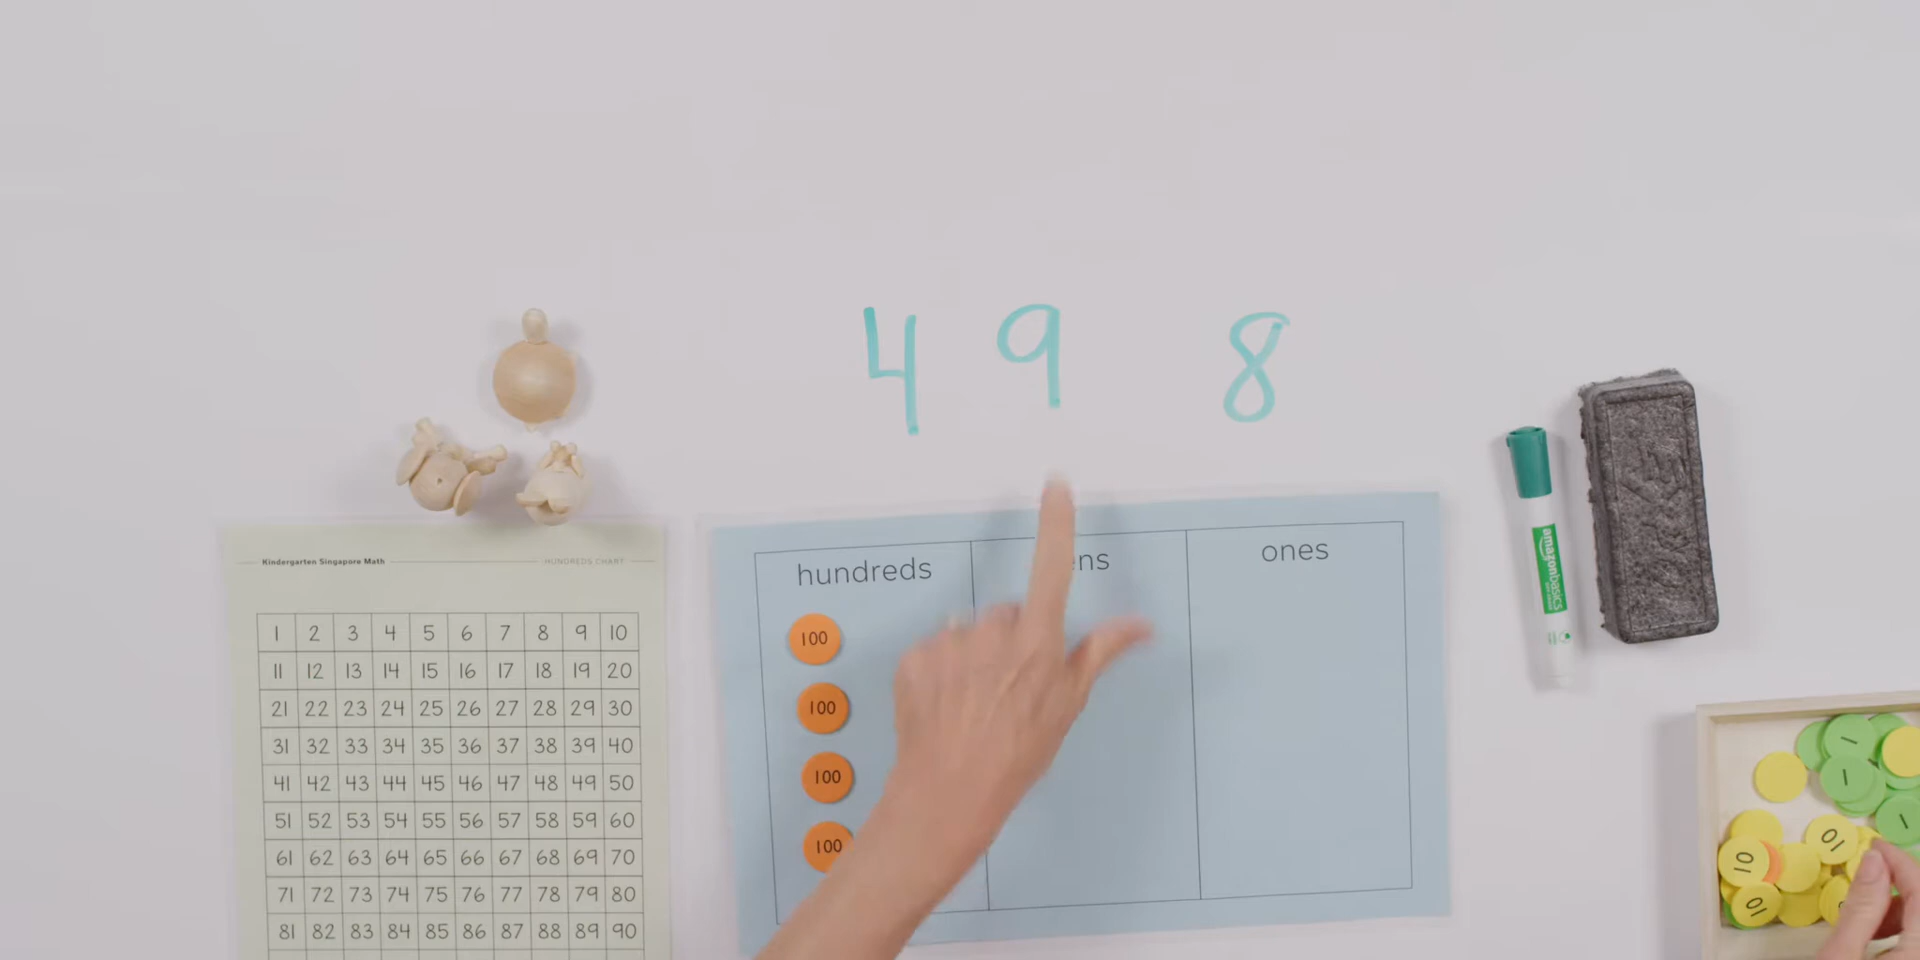 4 9 8
Kindergarten Singapore Math
HUNDREDS CHART
1 2 3 4 5 6 7 8 9 10
11 12 13 14 15 16 17 18 19 20
21 22 23 24 25 26 27 28 29 30
31 32 33 34 35 36 37 38 39 40
41 42 43 44 45 46 47 48 49 50
51 52 53 54 55 56 57 58 59 60
61 62 63 64 65 66 67 68 69 70
71 72 73 74 75 76 77 78 79 80
81 82 83 84 85 86 87 88 89 90
hundreds
ens
ones
100
100
100
100
amazonbasics
1
1
1
10
10
10